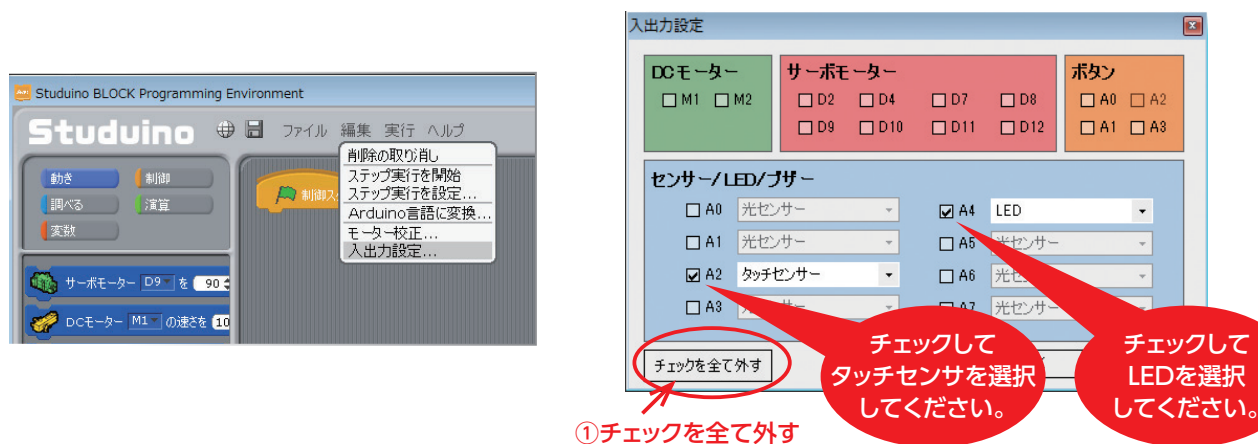 Studuino BLOCK Programming Environment
Studuino ファイル 編集 実行 ヘルプ
動き 制御
調べる 演算
変数
削除の取り消し
ステップ実行を開始
ステップ実行を設定...
Arduino言語に変換...
モーター校正...
入出力設定...
制御ス
サーボモーター D9 を 90
DCモーター M1 の速さを 10
入出力設定
DCモーター
M1 M2
サーボモーター
D2 D4 D7 D8
D9 D10 D11 D12
ボタン
A0 A2
A1 A3
センサー/LED/ブザー
A0 光センサー A4 LED
A1 光センサー A5 光センサー
A2 タッチセンサー A6 光センサー
A3 A7 光センサー
チェックを全て外す
チェックして
タッチセンサを選択
してください。
チェックして
LEDを選択
してください。
①チェックを全て外す